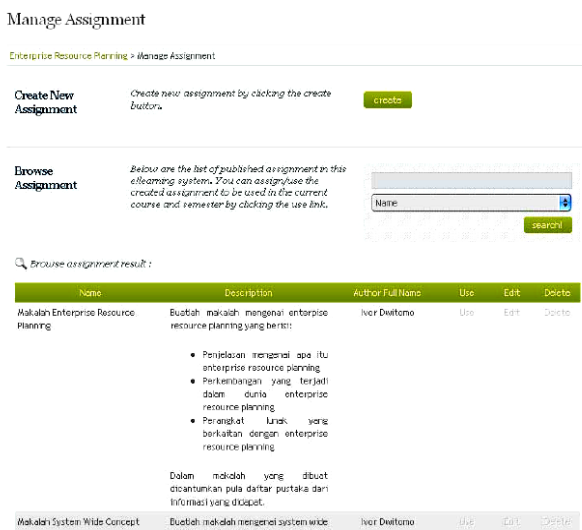 Manage Assignment
Enterprise Resource Planning > Manage Assignment
Create New
Assignment
Create new assignment by clicking the create
button.
create
Browse
Assignment
Below are the list of published assignment in this
elearning system. You can assign/use the
created assignment to be used in the current
course and semester by clicking the use link.
Name
search!
Browse assignment result :
Name Description Author Full Name Use Edit Delete
Makalah Enterprise Resource
Planning
Buatlah makalah mengenai enterpise
resource planning yang berisi:
Ivor Dwitomo Use Edit Delete
• Penjelasan mengenai apa itu
enterprise resource planning
• Perkembangan yang terjadi
dalam dunia enterprise
resource planning
• Perangkat lunak yang
berkaitan dengan enterprise
resource planning
Dalam makalah yang dibuat
dicantumkan pula daftar pustaka dari
informasi yang didapat.
Makalah System Wide Concept Buatlah makalah mengenai system wide Ivor Dwitomo Use Edit Delete